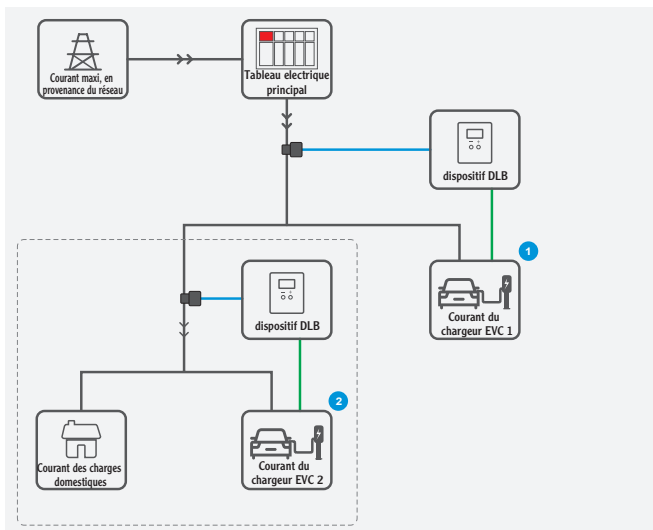 Courant maxi, en
provenance du réseau
Tableau electrique
principal
dispositif DLB
1
Courant du
chargeur EVC 1
dispositif DLB
2
Courant des charges
domestiques
Courant du
chargeur EVC 2